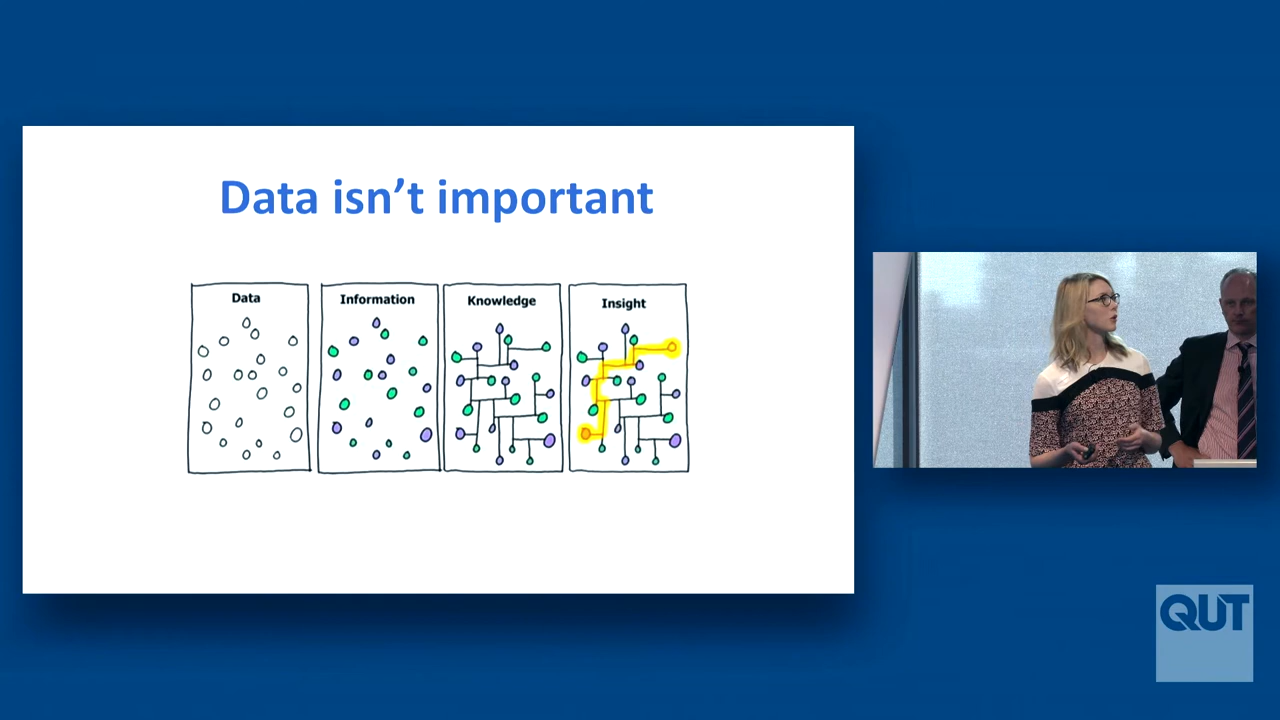 Data isn’t important
Data
Information
Knowledge
Insight
QUT